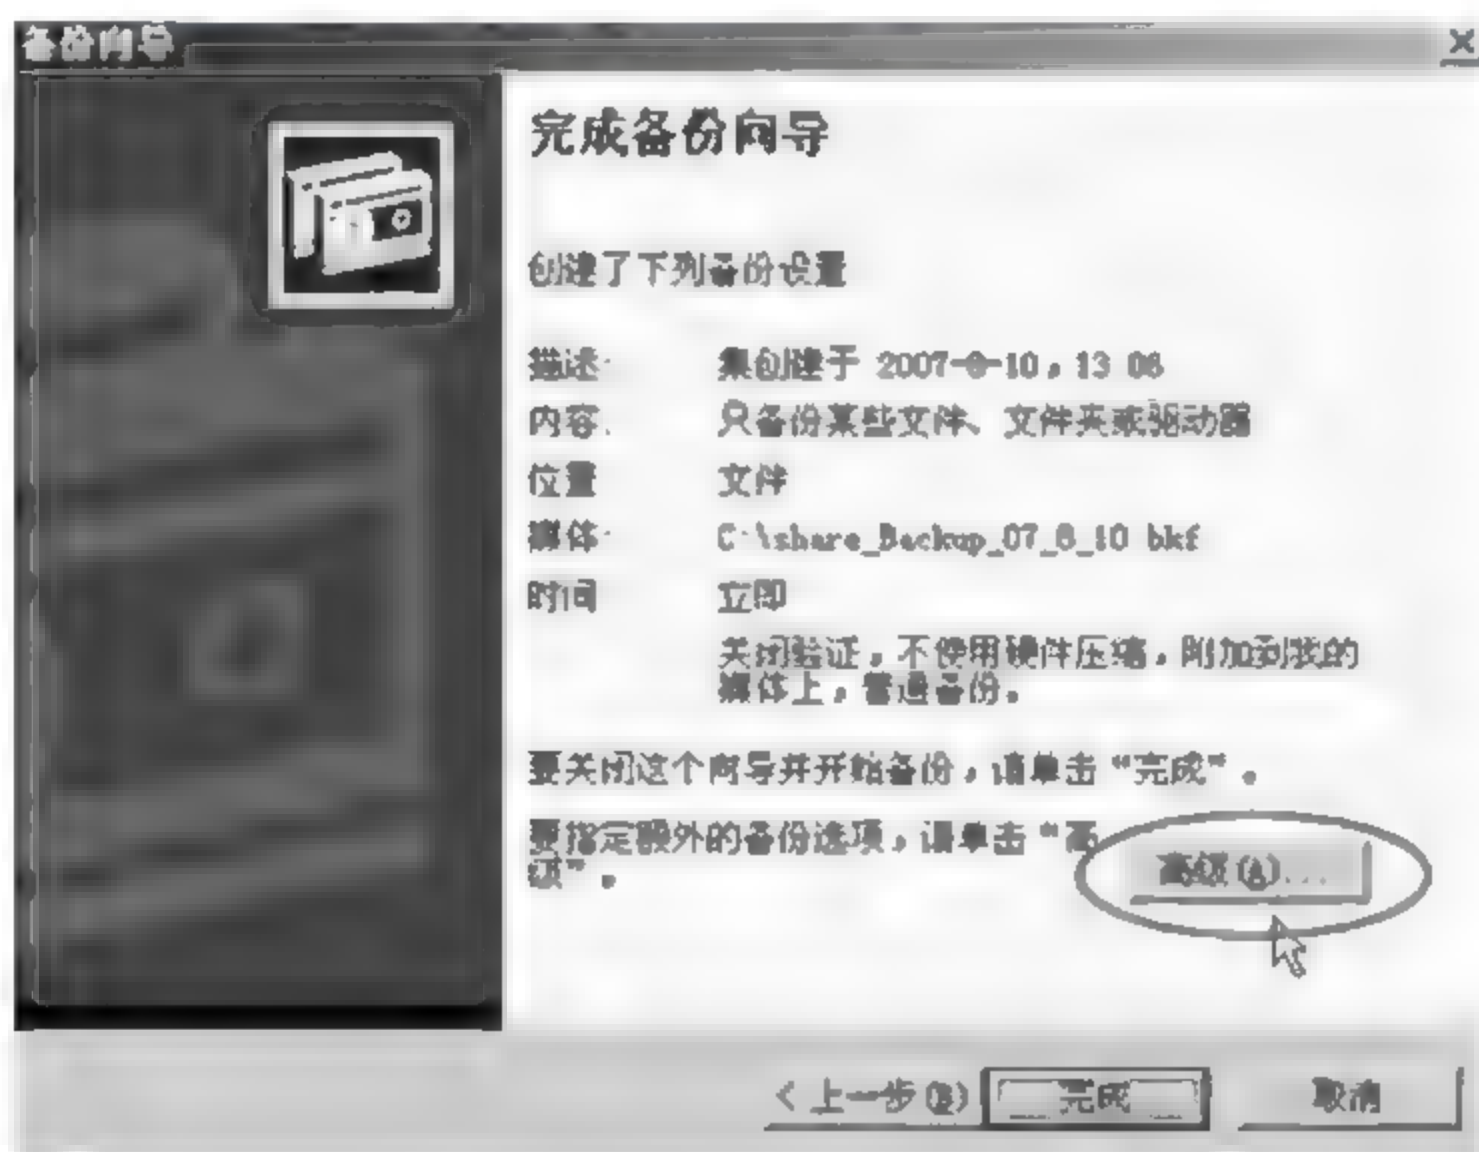 备份向导
完成备份向导
创建了下列备份设置
描述: 集创建于 2007-8-10，13 06
内容: 只备份某些文件、文件夹或驱动器
位置 文件
媒体: C:\share_Backup_07_8_10 bkf
时间 立即
关闭验证，不使用硬件压缩，附加到我的
媒体上，普通备份。
要关闭这个向导并开始备份，请单击“完成”。
要指定额外的备份选项，请单击“高
级”。
高级(A)...
< 上一步(B) 完成 取消